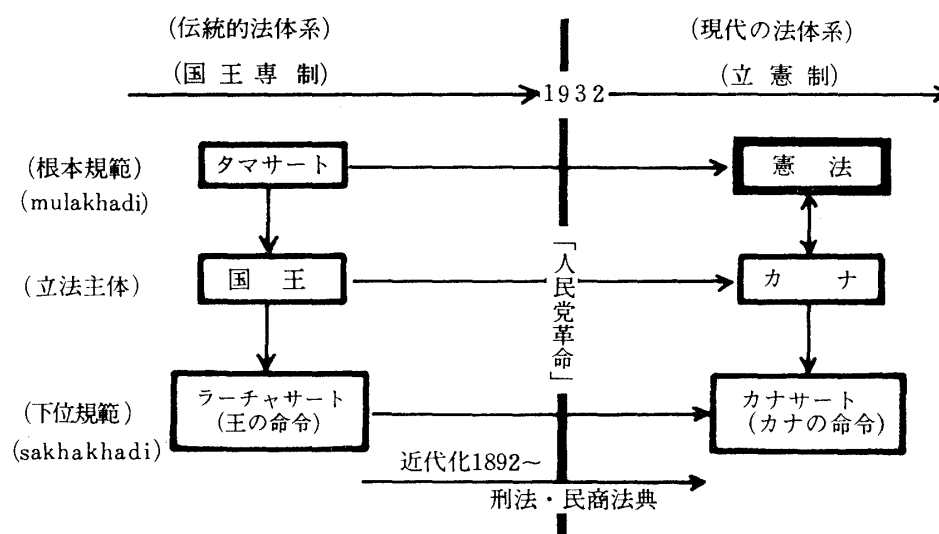 (伝統的法体系)
(現代の法体系)
(国王専制)
(立憲制)
1932
(根本規範)
(mulakhadi)
タマサート
憲法
(立法主体)
国王
「人民党革命」
カナ
(下位規範)
(sakhakhadi)
ラーチャサート
(王の命令)
カナサート
(カナの命令)
近代化1892～
刑法・民商法典